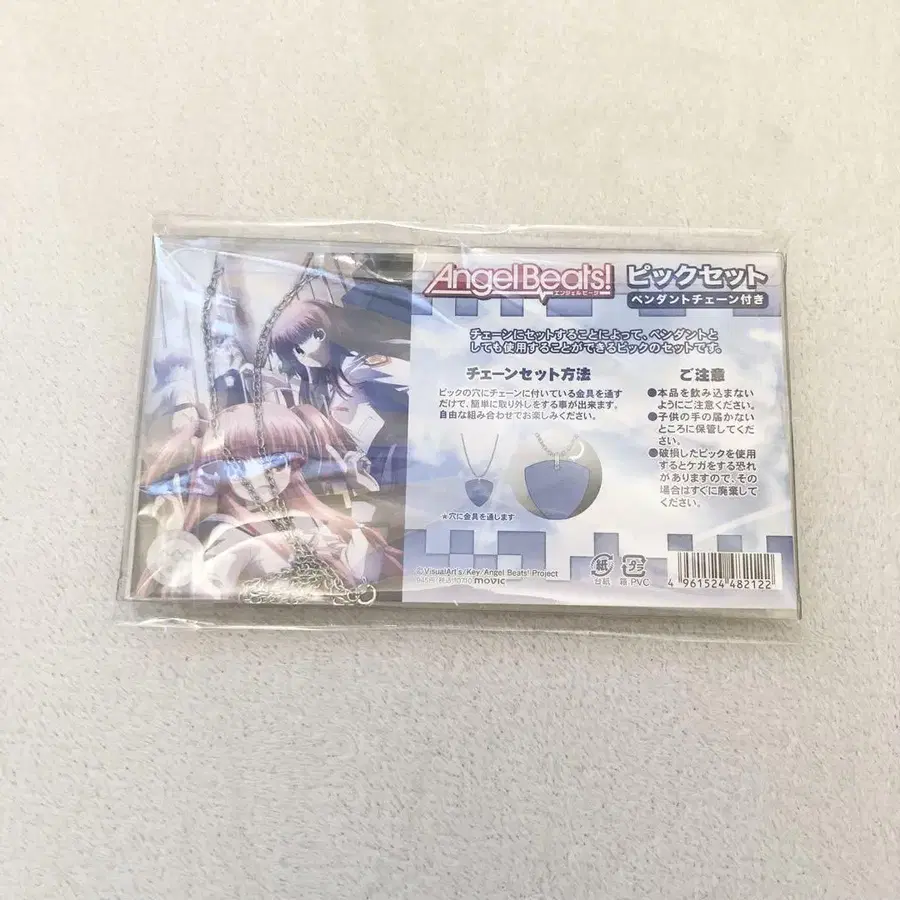 Angel Beats!
エンジェルビーツ
ピックセット
ペンダントチェーン付き
チェーンにセットすることによって、ペンダントと
しても使用することができるピックのセットです。
チェーンセット方法
ピックの穴にチェーンに付いている金具を通す
だけで、簡単に取り外しをする事が出来ます。
自由な組み合わせでお楽しみください。
＊穴に金具を通します
ご注意
●本品を飲み込まない
ようにご注意ください。
●子供の手の届かない
ところに保管してくだ
さい。
●破損したピックを使用
するとケガをする恐れ
がありますので、その
場合はすぐに廃棄して
ください。
©VisualArt's/Key/Angel Beats! Project
movic
紙
台紙
プラ
箱:PVC
4 961524 482122